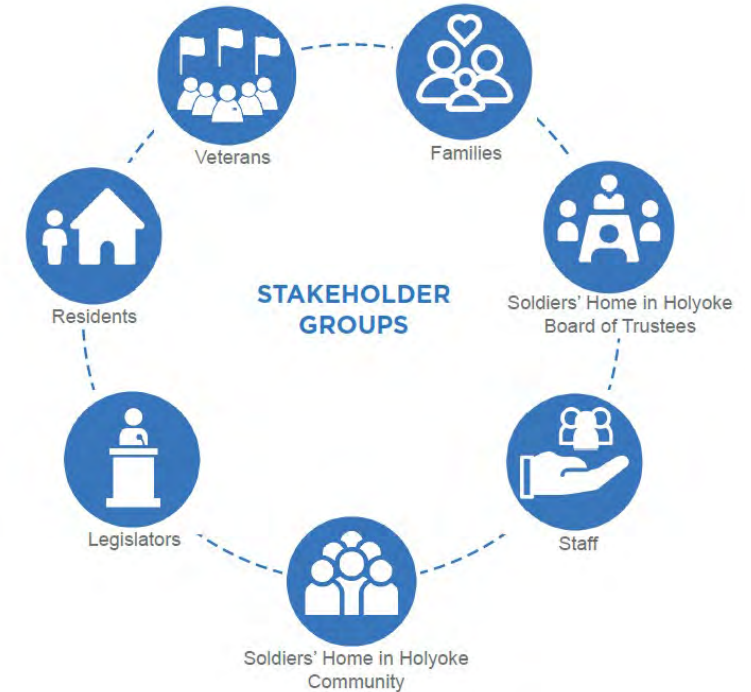 Veterans
Families
Residents
STAKEHOLDER
GROUPS
Soldiers' Home in Holyoke
Board of Trustees
Legislators
Staff
Soldiers' Home in Holyoke
Community